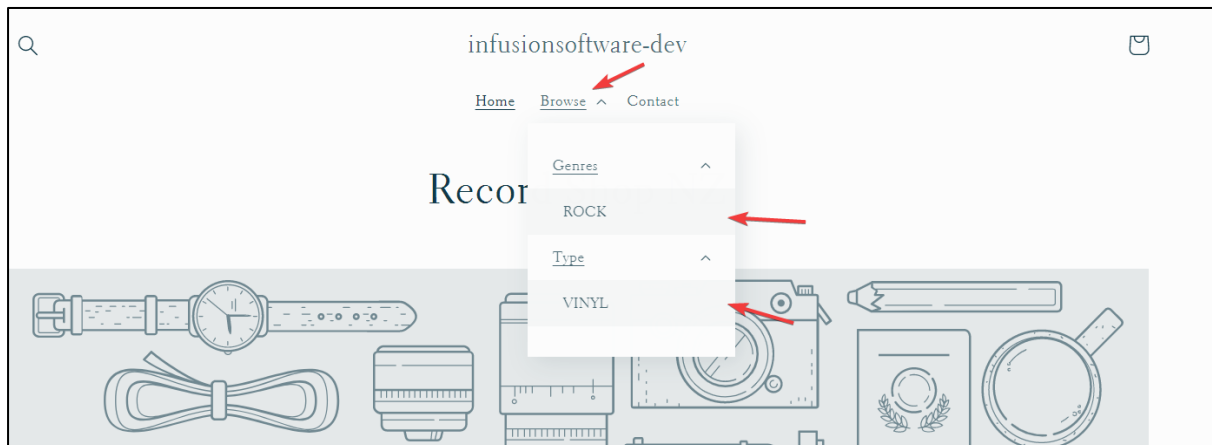 infusionsoftware-dev
Home Browse Contact
Genres
Recor
ROCK
Type
VINYL